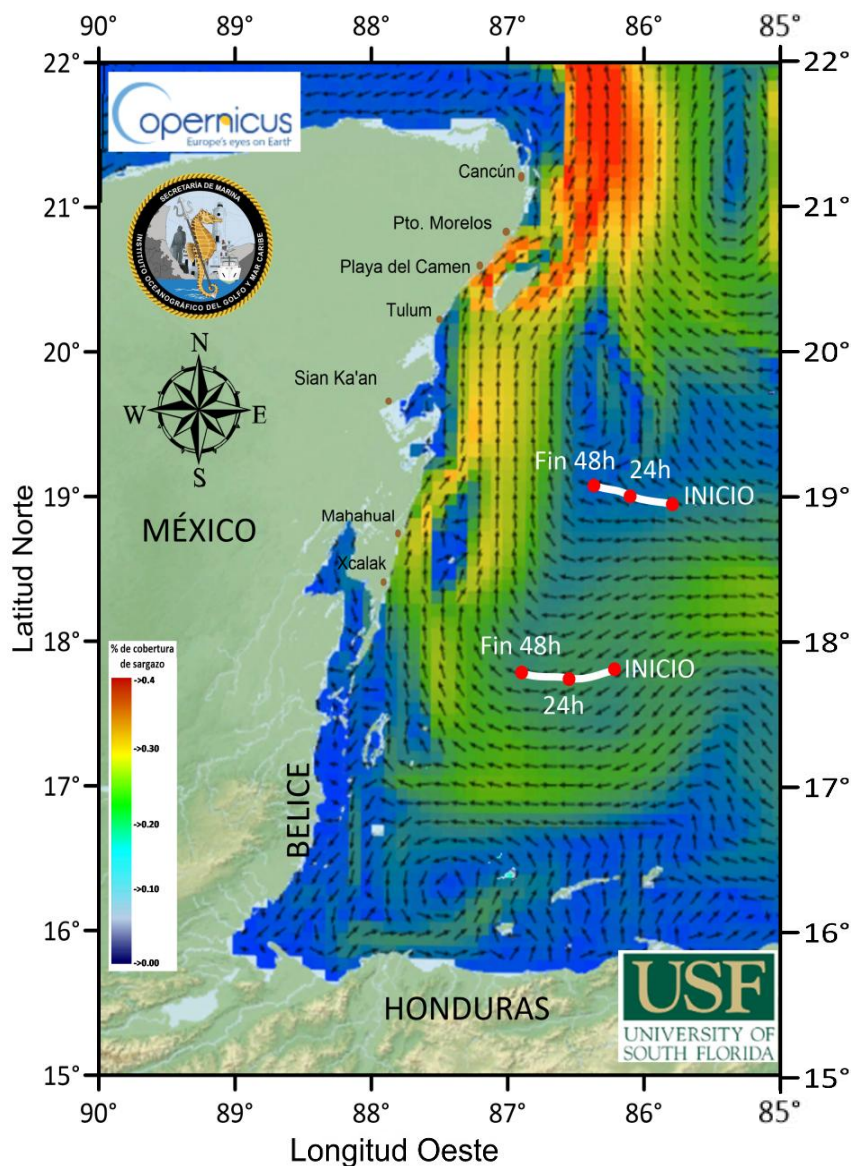 90° 89° 88° 87° 86° 85°
22° 22°
Copernicus
Europe's eyes on Earth
SECRETARÍA DE MARINA
INSTITUTO OCEANOGRÁFICO DEL GOLFO Y MAR CARIBE
Cancún
21° 21°
Pto. Morelos
Playa del Camen
Tulum
20° 20°
N
Sian Ka'an
W E
S
Fin 48h
24h
INICIO
19° 19°
MÉXICO
Mahahual
Xcalak
Latitud Norte
18° 18°
% de cobertura
de sargazo
->0.4
->0.30
->0.20
->0.10
->0.00
Fin 48h
INICIO
24h
17° 17°
BELICE
16° 16°
HONDURAS
USF
UNIVERSITY OF
SOUTH FLORIDA
15° 15°
90° 89° 88° 87° 86° 85°
Longitud Oeste